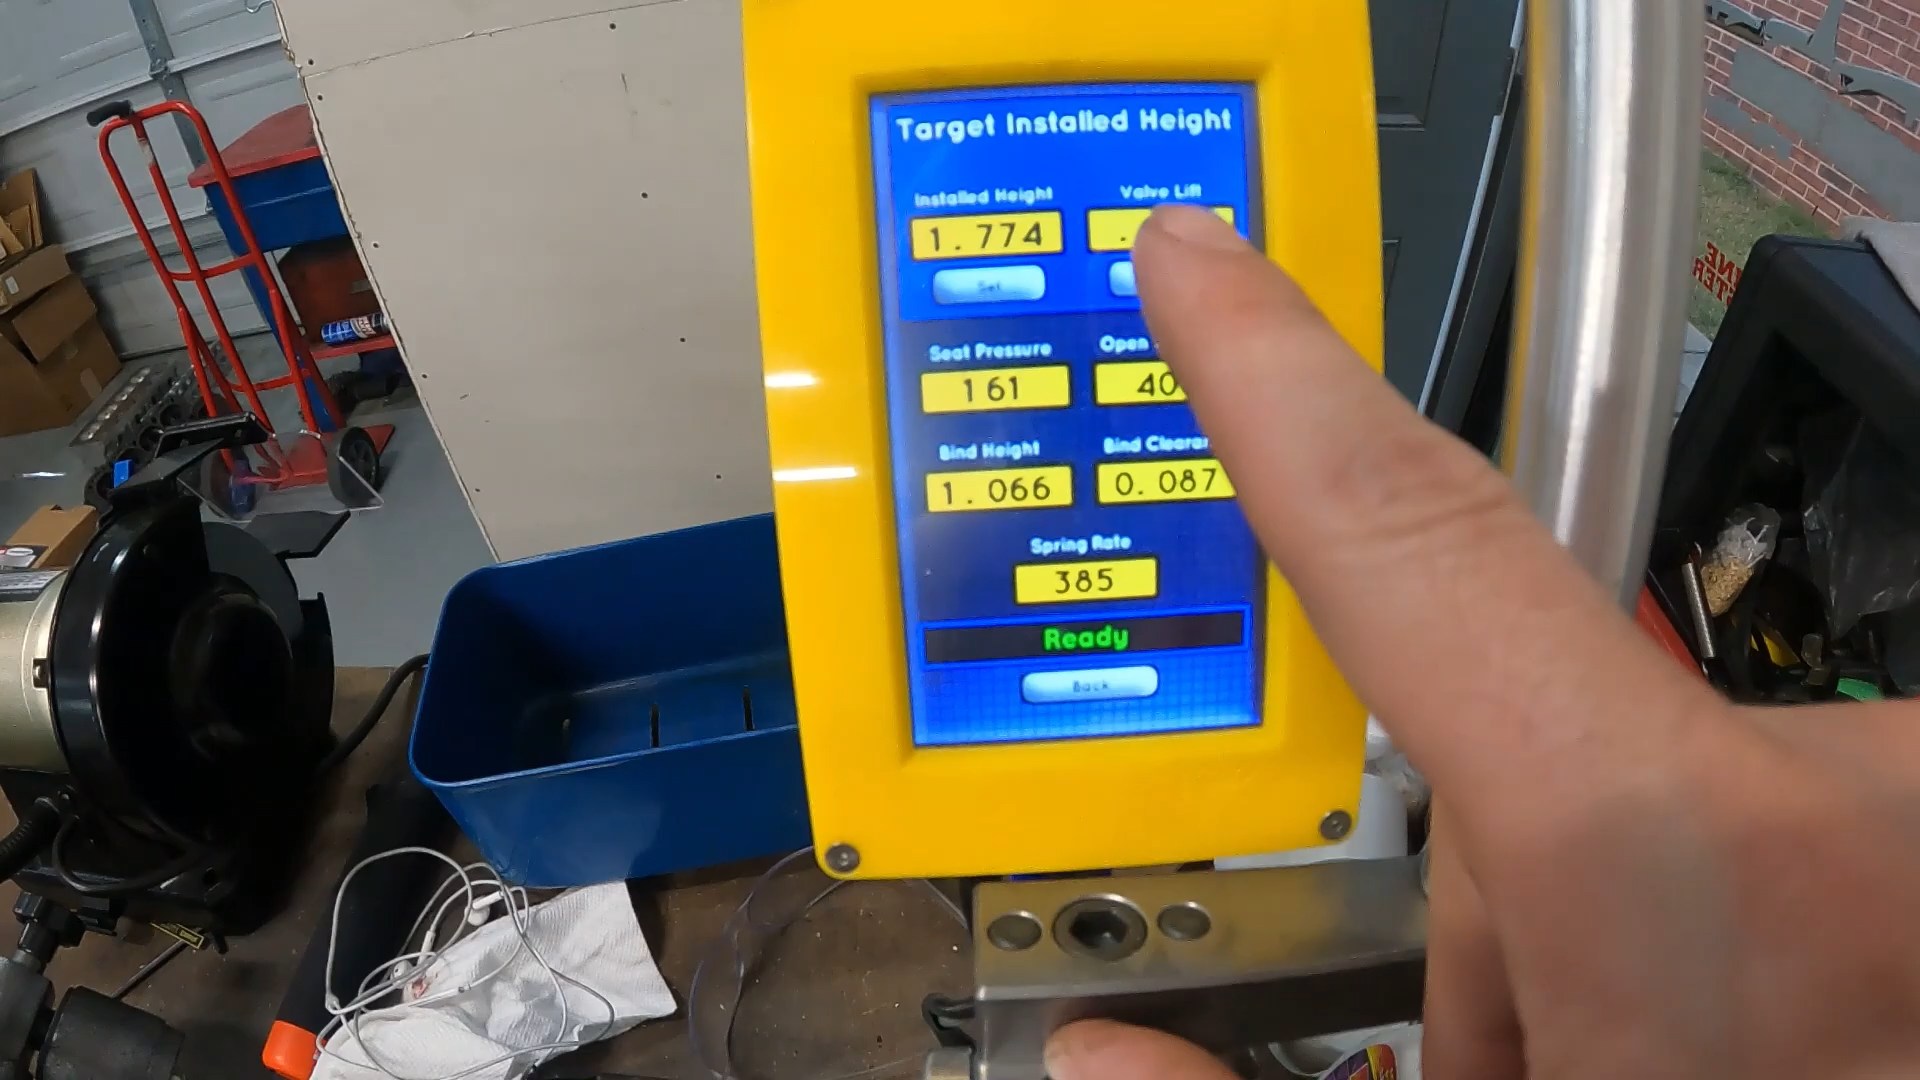 Target Installed Height
Installed Height
Valve Lift
1.774
Set
Seat Pressure
Open
161
40
Bind Height
Bind Clearan
1.066
0.087
Spring Rate
385
Ready
Back